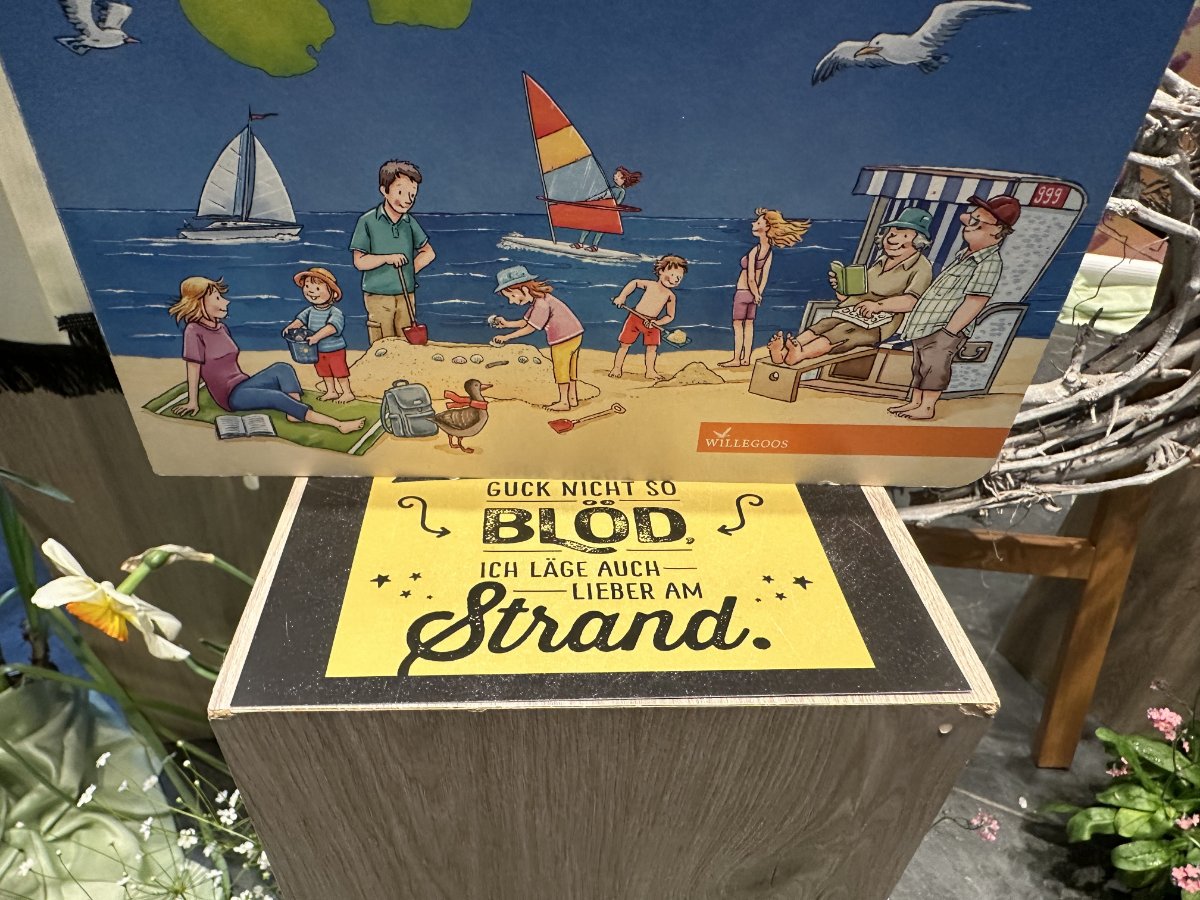 999
WILLEGOOS
GUCK NICHT SO
BLÖD,
ICH LÄGE AUCH
LIEBER AM
Strand.